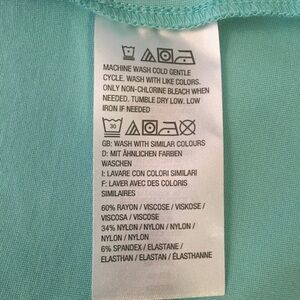 MACHINE WASH COLD GENTLE
CYCLE. WASH WITH LIKE COLORS.
ONLY NON-CHLORINE BLEACH WHEN
NEEDED, TUMBLE DRY LOW. LOW
IRON IF NEEDED
30
GB: WASH WITH SIMILAR COLOURS
D: MIT ÄHNLICHEN FARBEN
WASCHEN
I: LAVARE CON COLORI SIMILARI
F: LAVER AVEC DES COLORIS
SIMILAIRES
60% RAYON / VISCOSE / VISKOSE /
VISCOSA / VISCOSE
34% NYLON / NYLON / NYLON /
NYLON / NYLON
6% SPANDEX / ELASTANE /
ELASTHAN / ELASTAN / ÉLASTHANNE